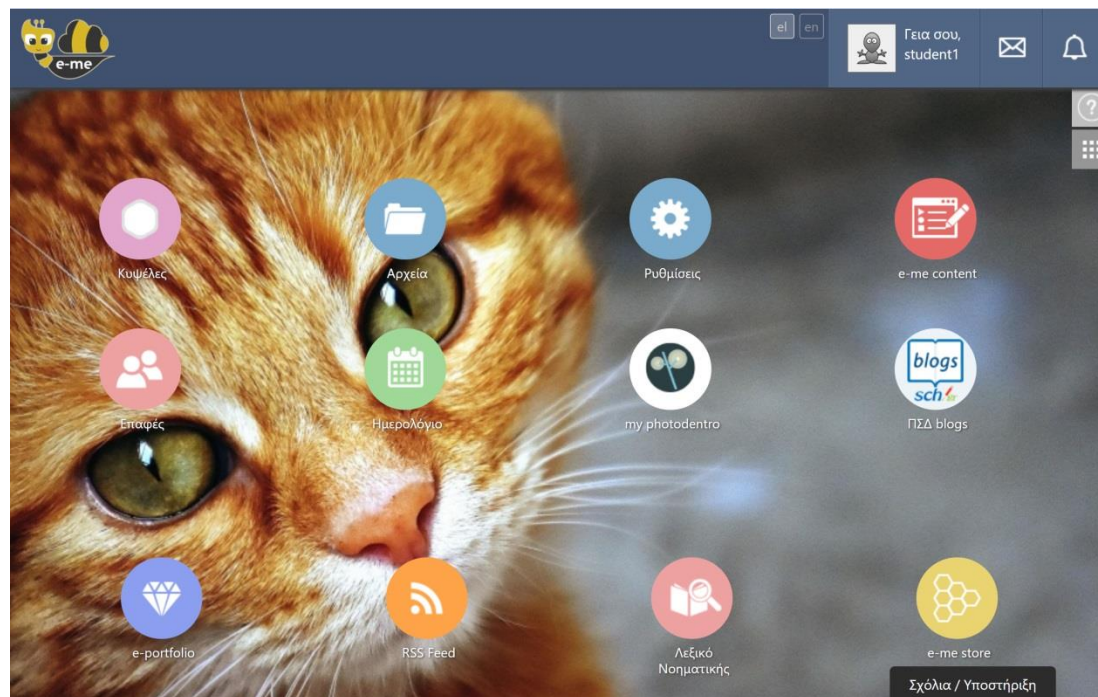 e-me
el en
Γεια σου,
student1
?
Κυψέλες
Αρχεία
Ρυθμίσεις
e-me content
Επαφές
Ημερολόγιο
my photodentro
blogs
sch
ΠΣΔ blogs
e-portfolio
RSS Feed
Λεξικό
Νοηματικής
e-me store
Σχόλια / Υποστήριξη